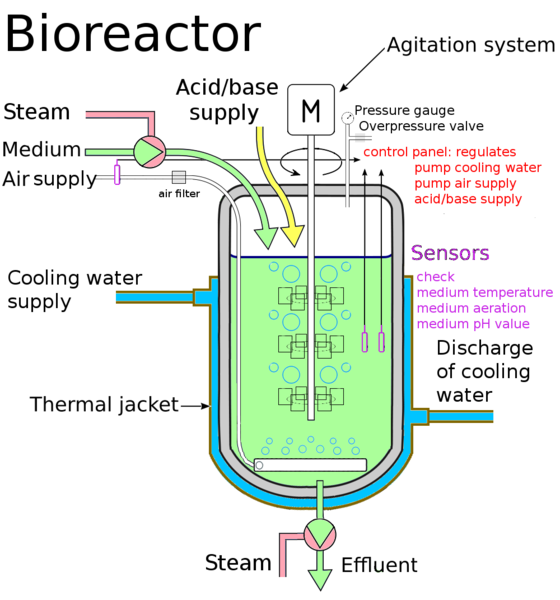 Bioreactor
Agitation system
Acid/base
supply
M
Steam
Pressure gauge
Overpressure valve
Medium
control panel: regulates
pump cooling water
pump air supply
acid/base supply
Air supply
air filter
Sensors
check
medium temperature
medium aeration
medium pH value
Cooling water
supply
Discharge
of cooling
water
Thermal jacket
Steam
Effluent